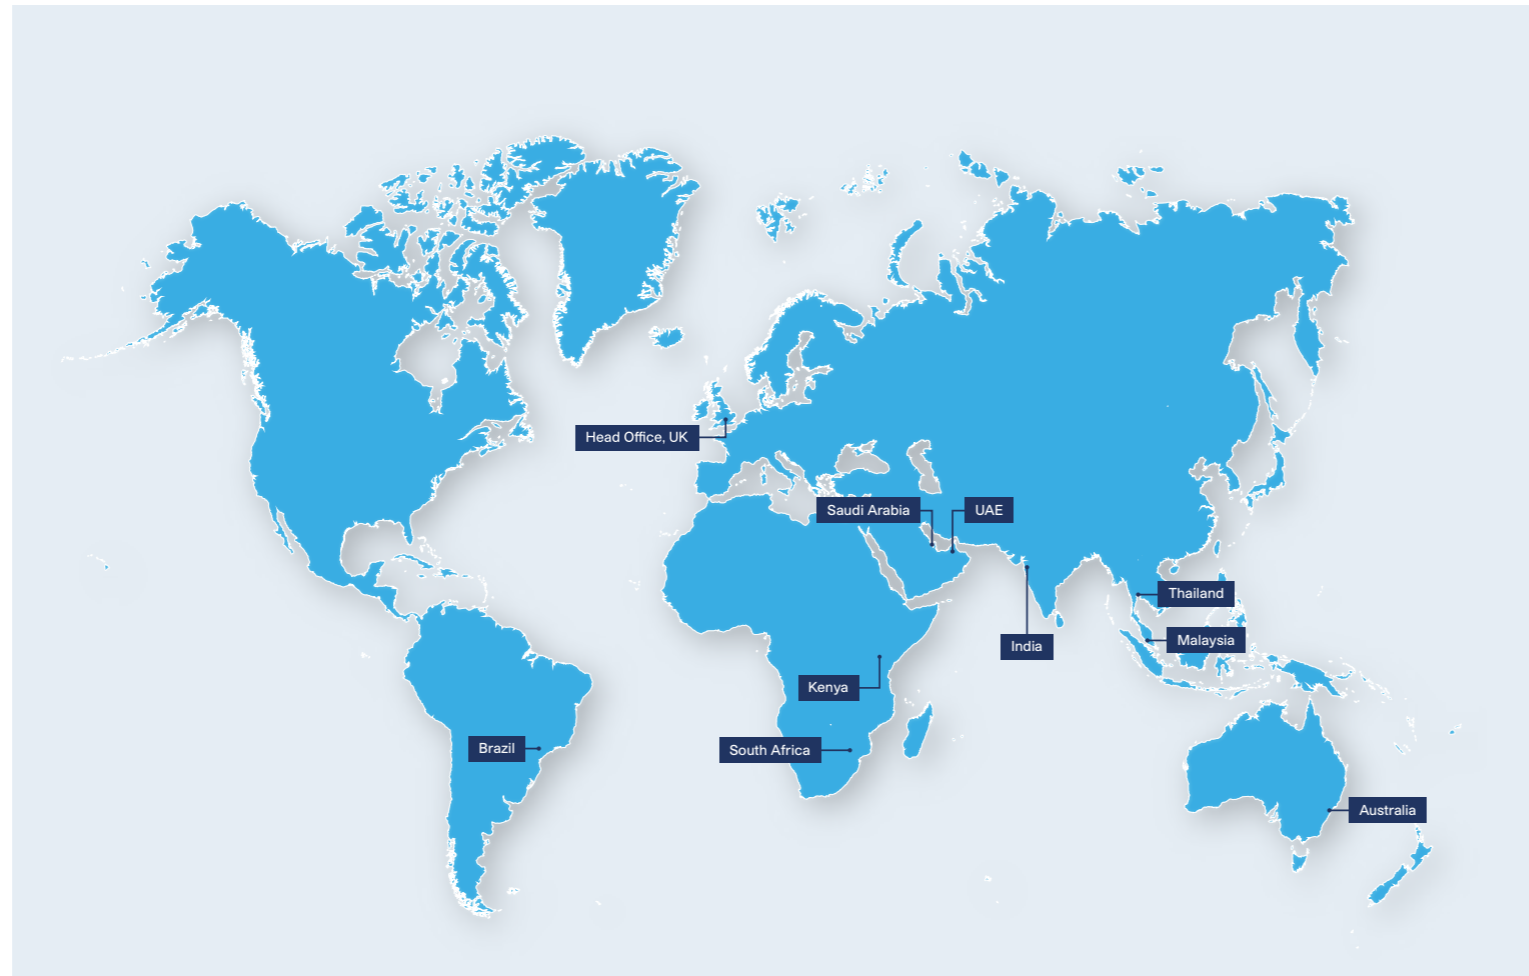 Head Office, UK
Saudi Arabia
UAE
Thailand
Malaysia
India
Kenya
Brazil
South Africa
Australia